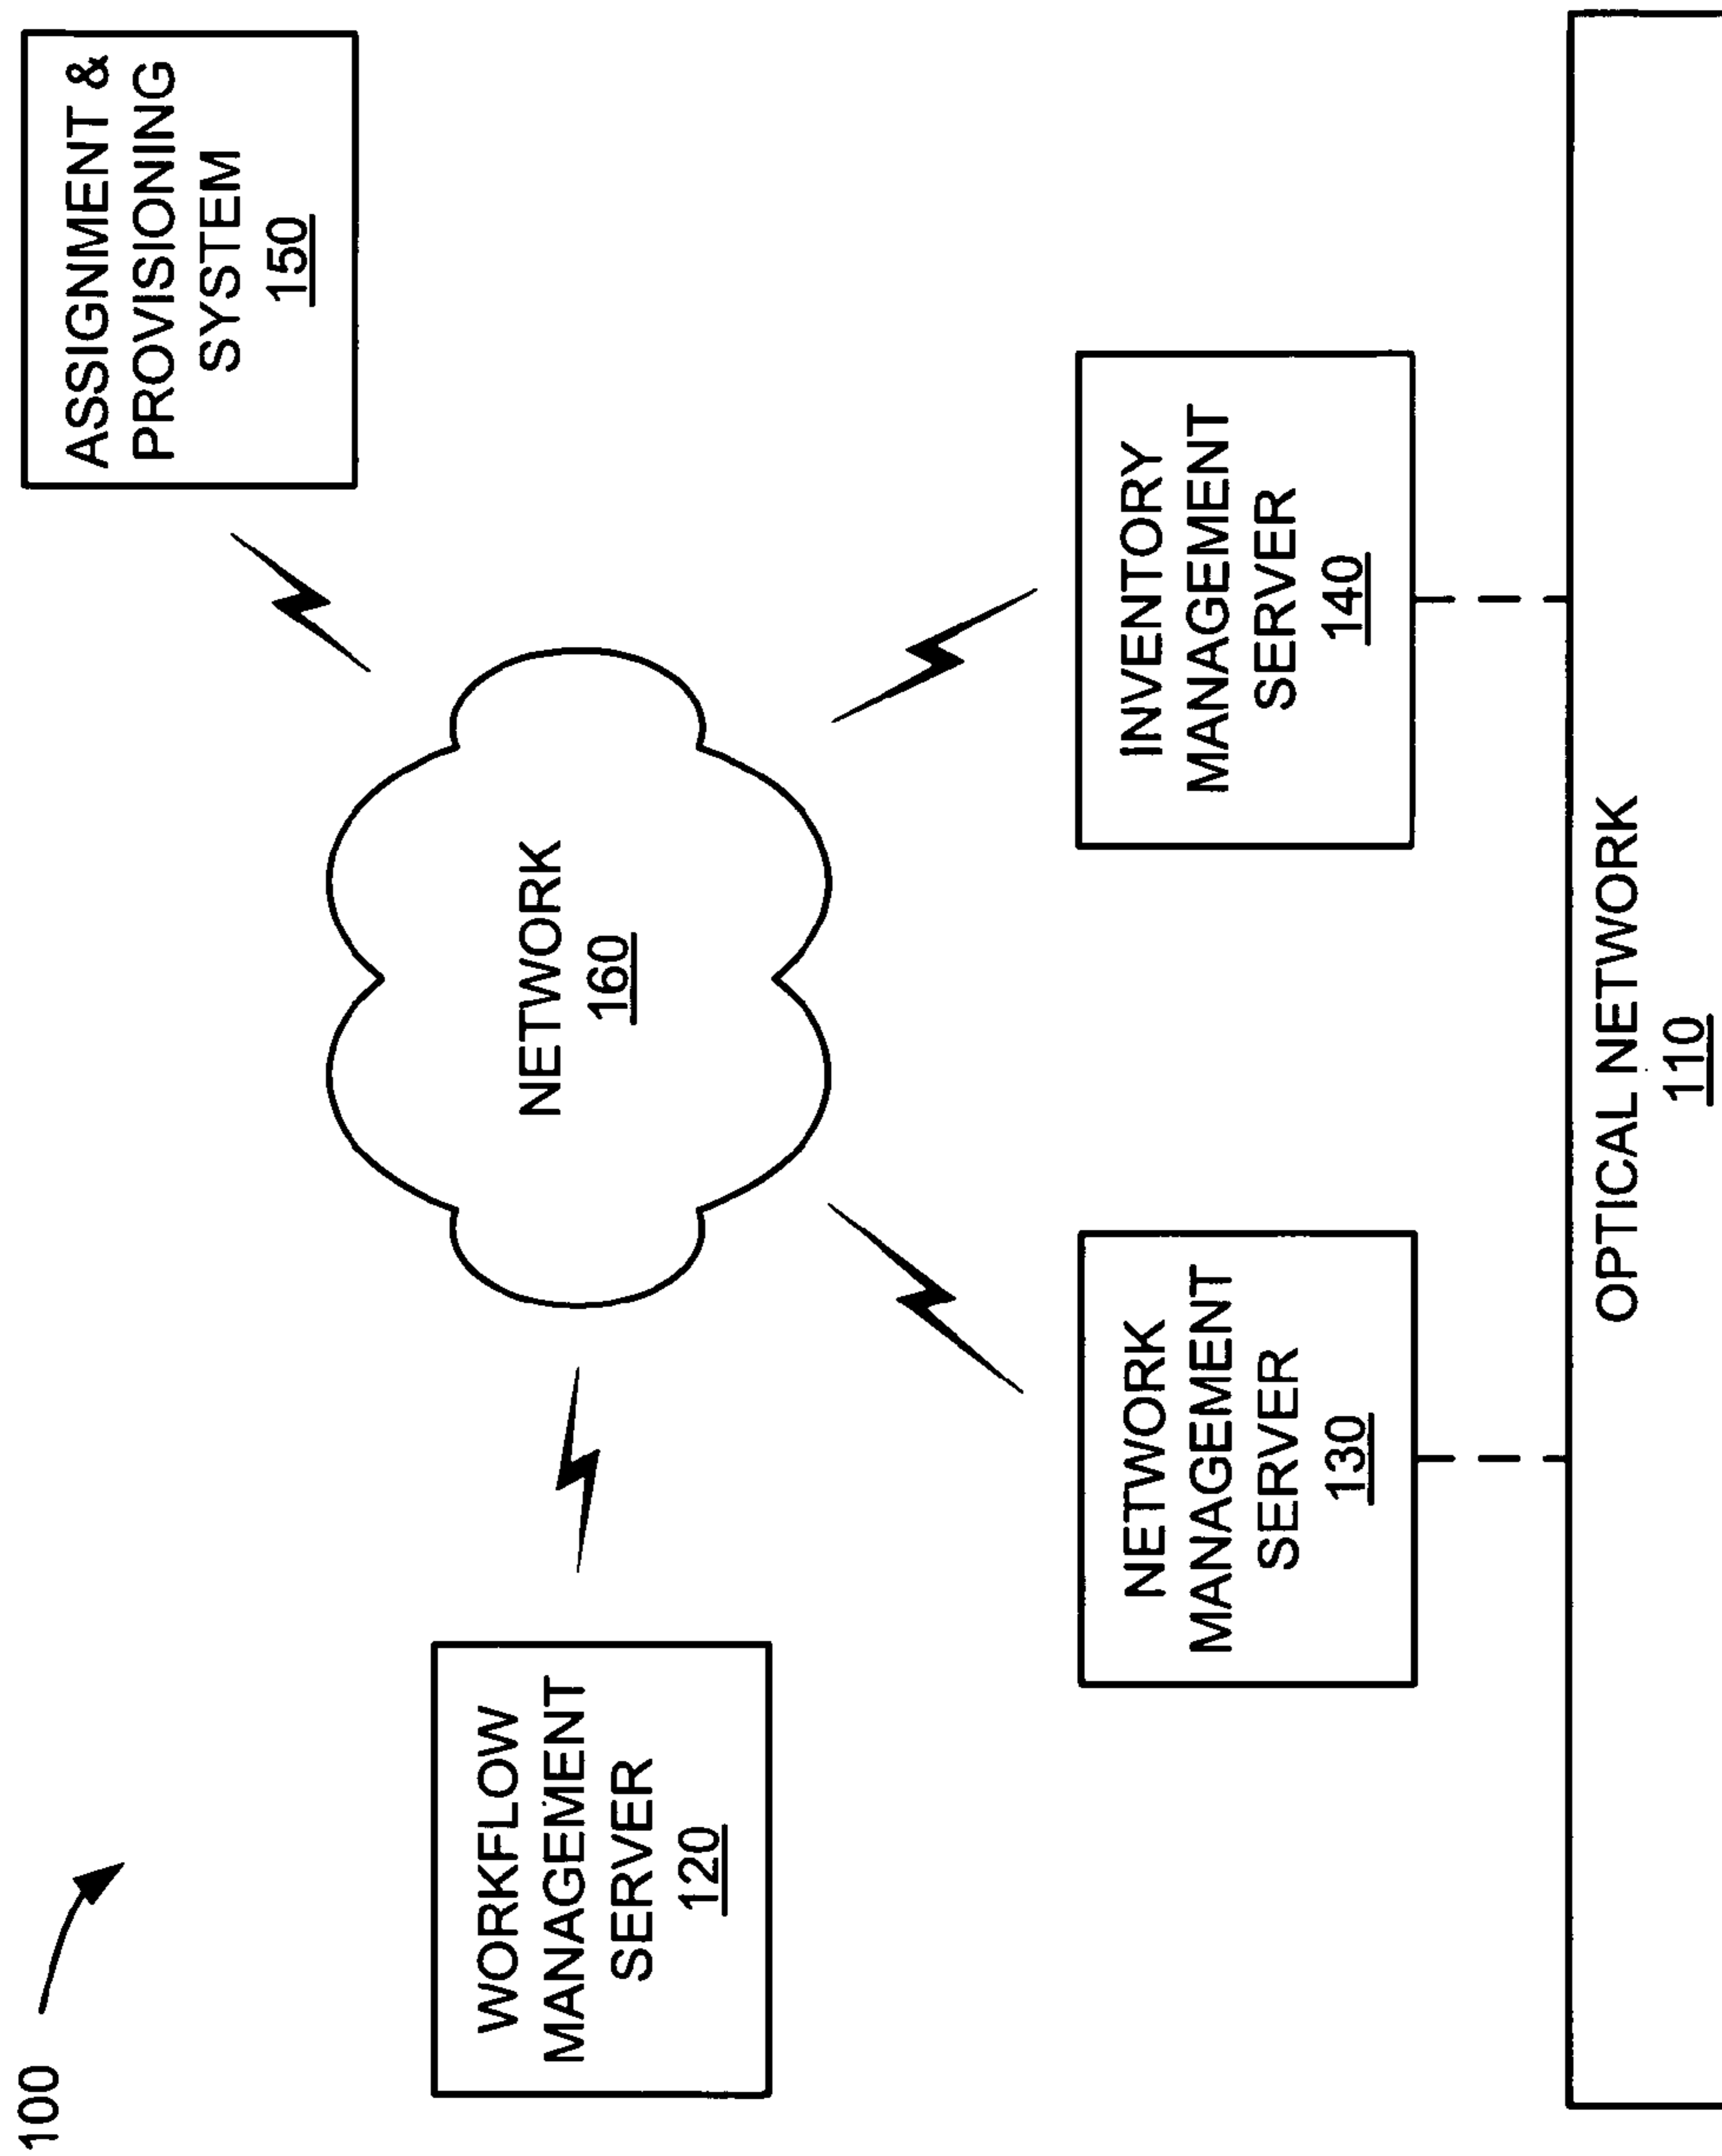 100
ASSIGNMENT &
PROVISIONING
SYSTEM
150
WORKFLOW
MANAGEMENT
SERVER
120
NETWORK
160
NETWORK
MANAGEMENT
SERVER
130
INVENTORY
MANAGEMENT
SERVER
140
OPTICAL NETWORK
110